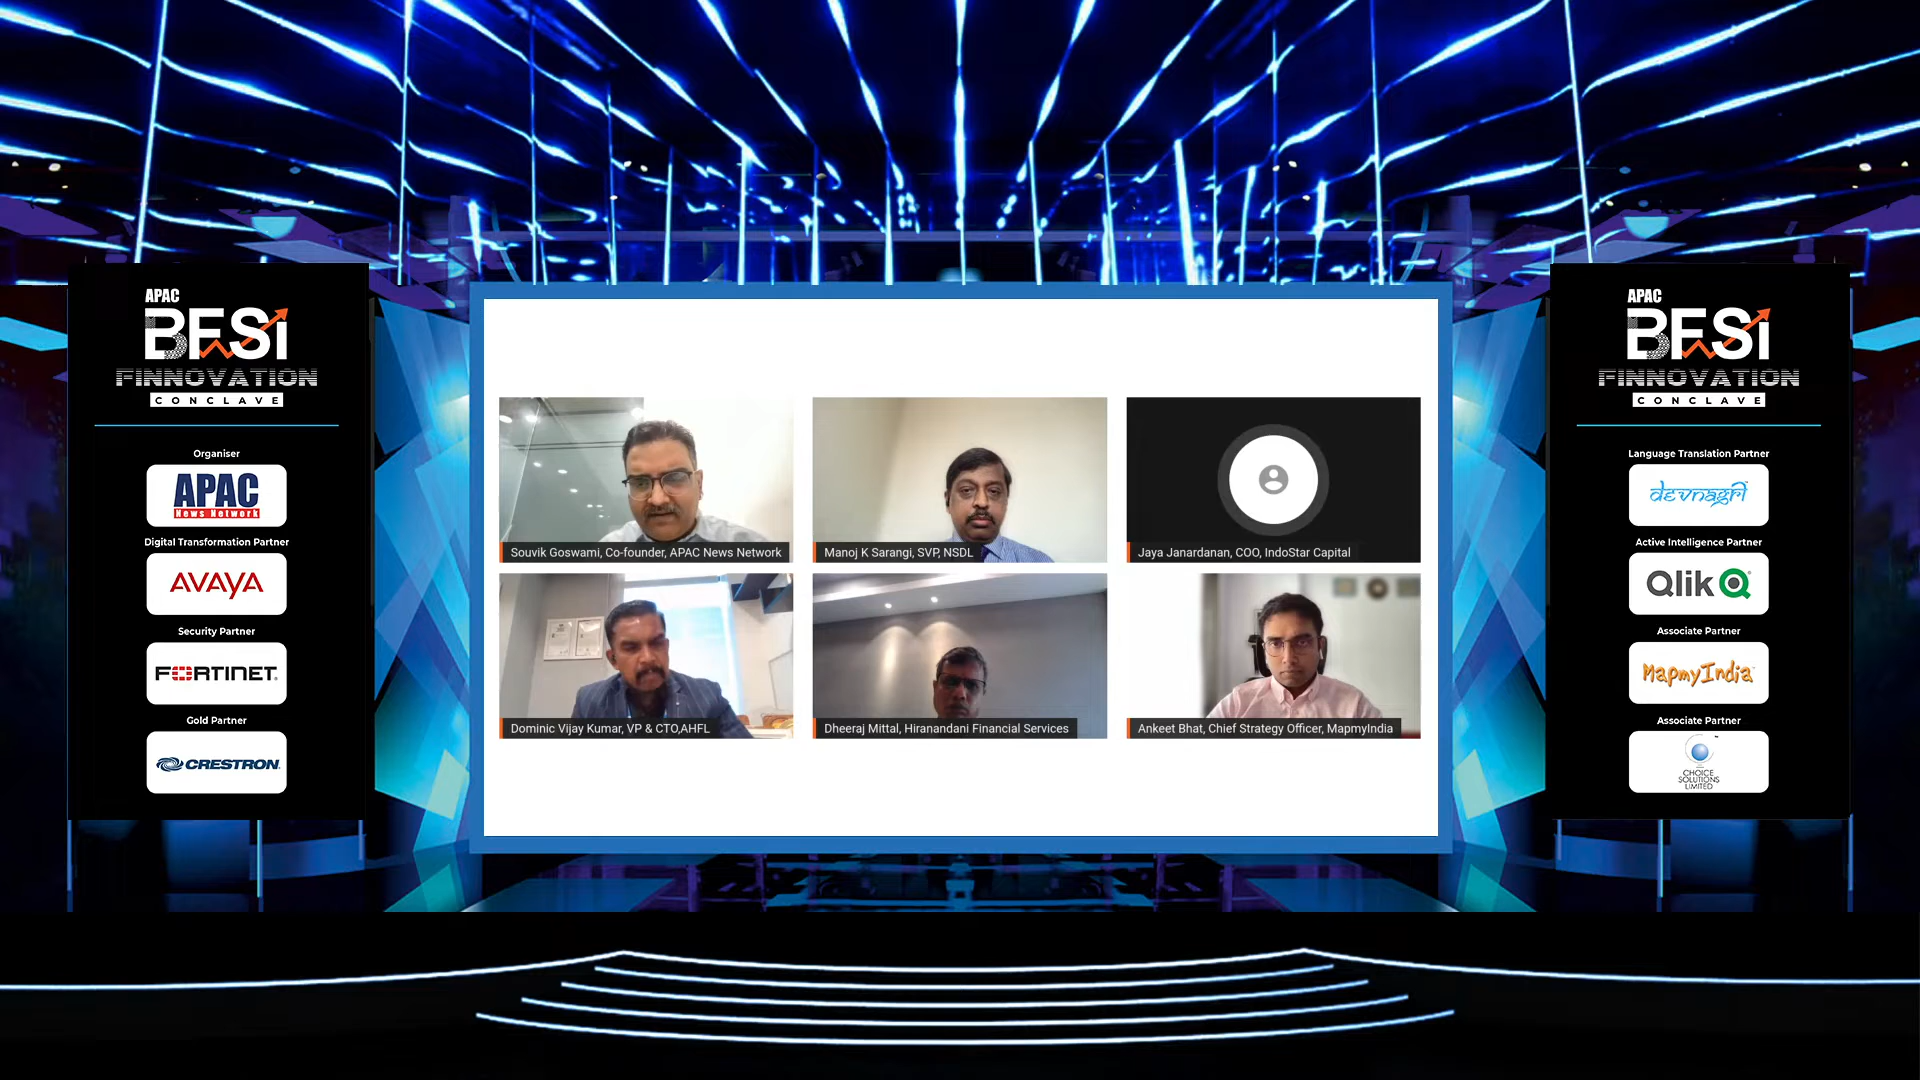 APAC
BFSI
FINNOVATION
CONCLAVE
Organiser
APAC
News Network
Digital Transformation Partner
AVAYA
Security Partner
FORTINET
Gold Partner
CRESTRON
Souvik Goswami, Co-founder, APAC News Network
Manoj K Sarangi, SVP, NSDL
Jaya Janardanan, COO, IndoStar Capital
Dominic Vijay Kumar, VP & CTO,AHFL
Dheeraj Mittal, Hiranandani Financial Services
Ankeet Bhat, Chief Strategy Officer, MapmyIndia
APAC
BFSI
FINNOVATION
CONCLAVE
Language Translation Partner
devnagri
Active Intelligence Partner
Qlik
Associate Partner
MapmyIndia
Associate Partner
CHOICE
SOLUTIONS
LIMITED